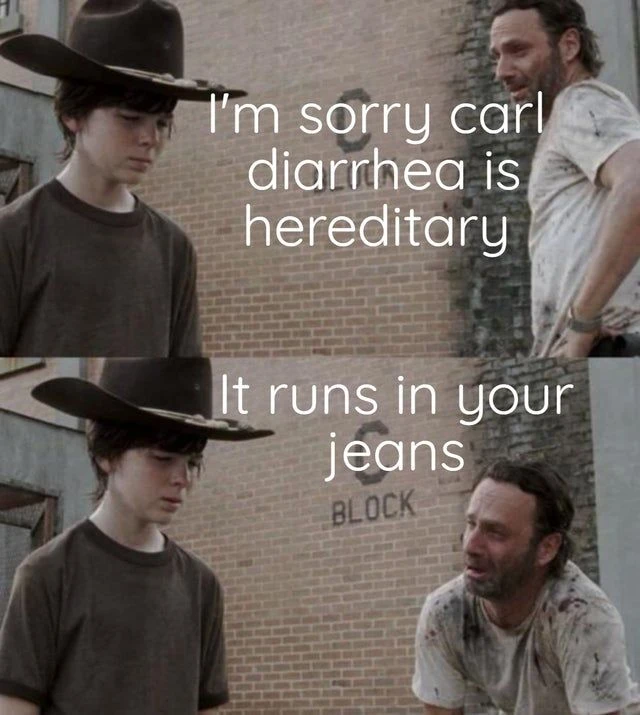 I'm sorry carl
diarrhea is
hereditary
It runs in your
jeans
C
BLOCK